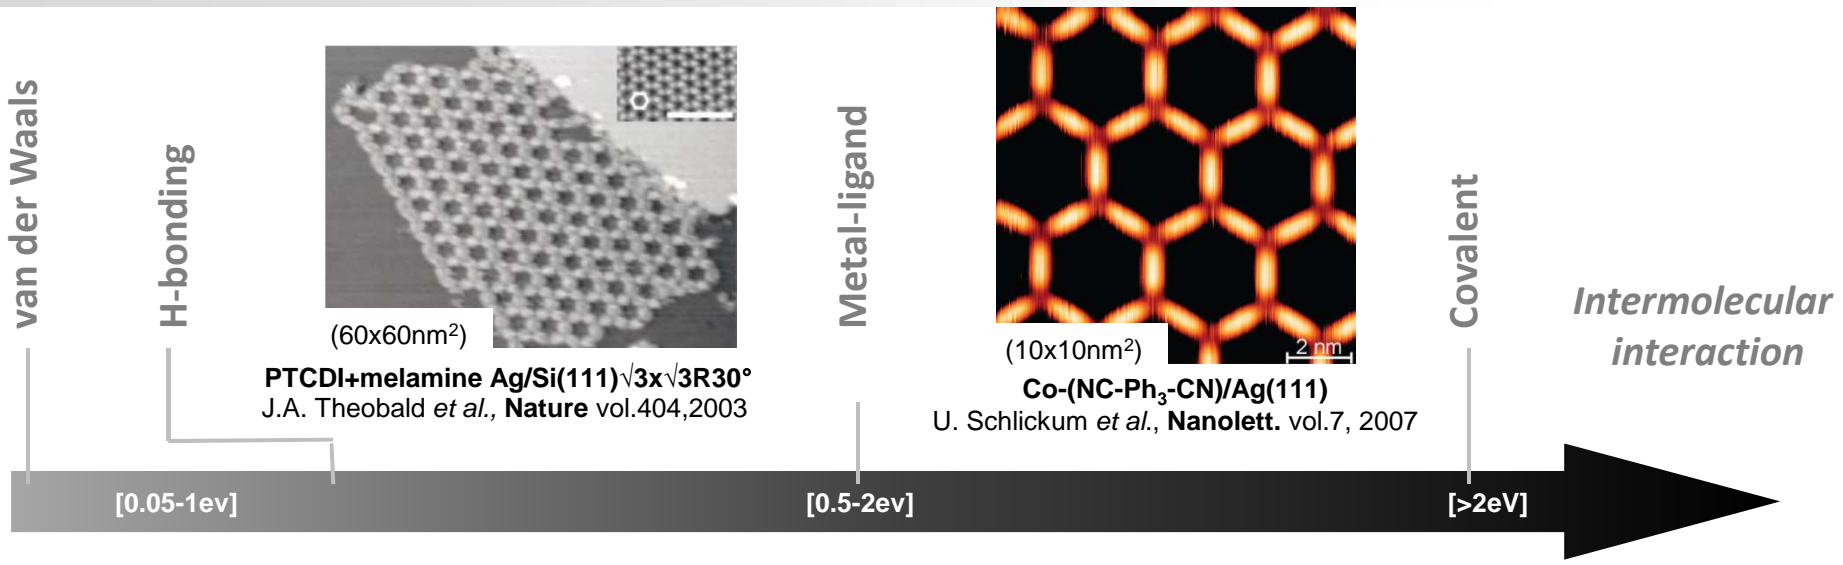 van der Waals
H-bonding
(60x60nm²)
PTCDI+melamine Ag/Si(111)√3x√3R30°
J.A. Theobald et al., Nature vol.404,2003
Metal-ligand
2 nm
(10x10nm²)
Co-(NC-Ph₃-CN)/Ag(111)
U. Schlickum et al., Nanolett. vol.7, 2007
Covalent
Intermolecular
interaction
[0.05-1ev]
[0.5-2ev]
[>2eV]